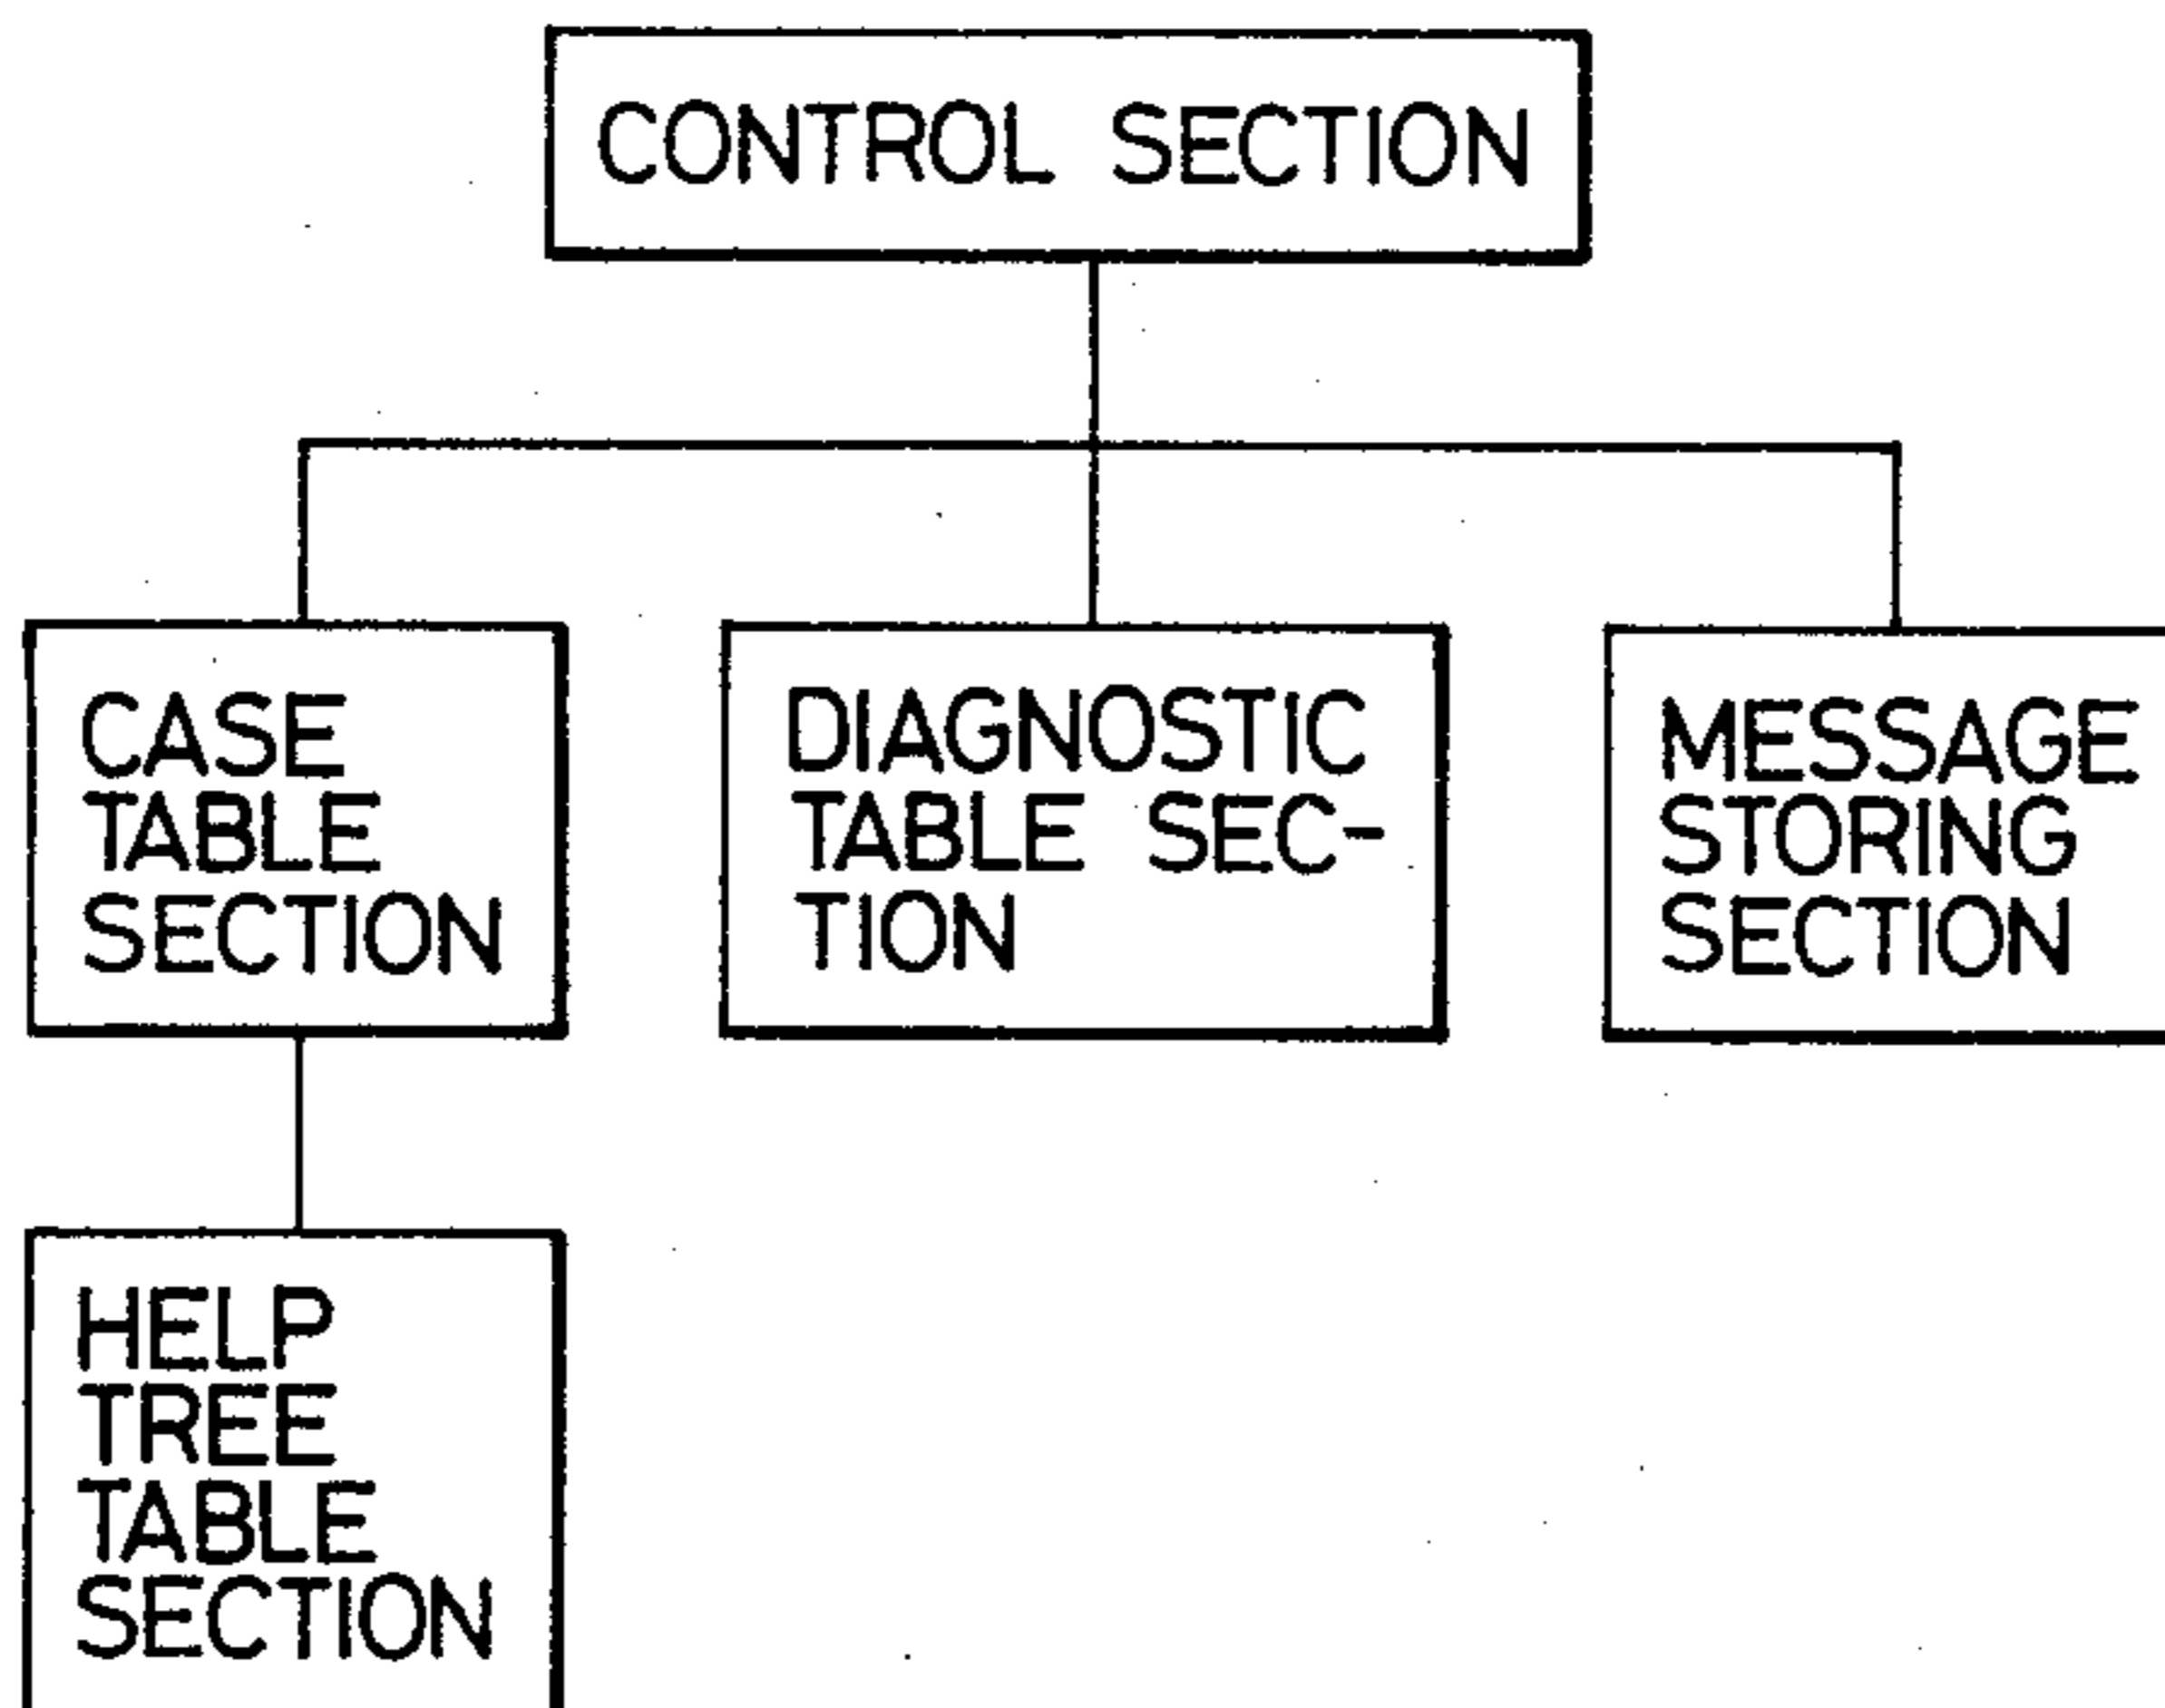 CONTROL SECTION
CASE
TABLE
SECTION
DIAGNOSTIC
TABLE SEC-
TION
MESSAGE
STORING
SECTION
HELP
TREE
TABLE
SECTION